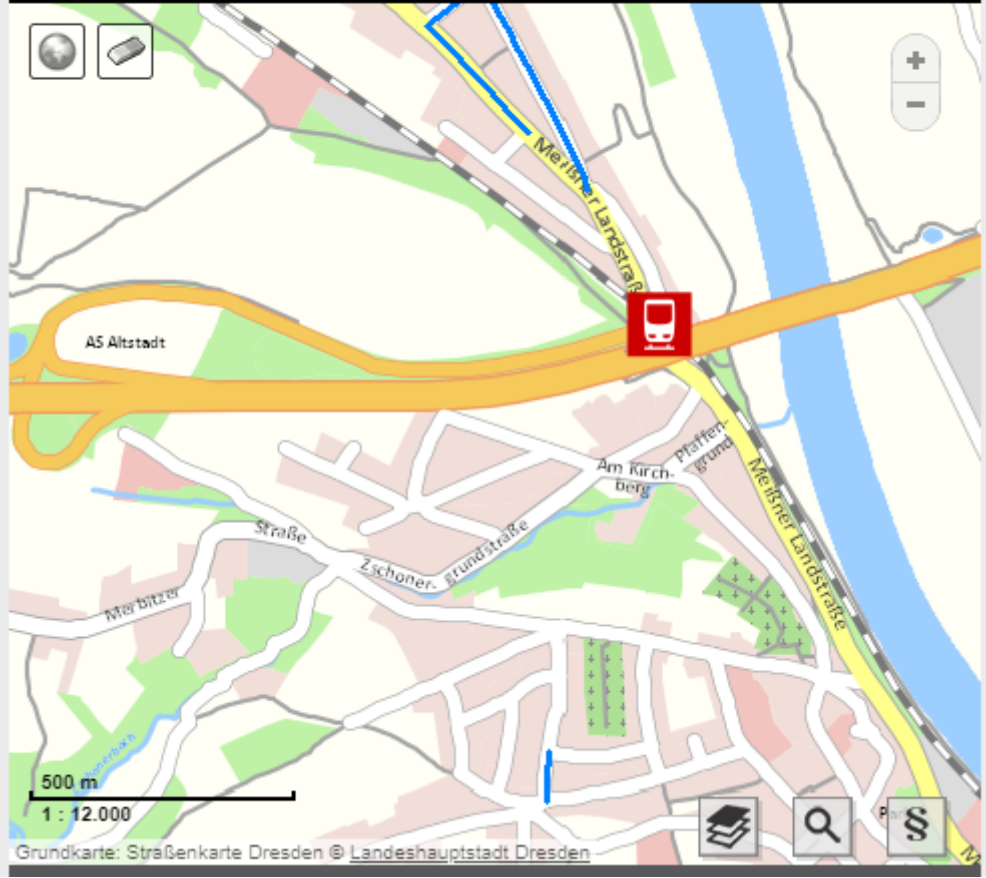 +
−
Meißner Landstraß
AS Altstadt
Pfaffen-
grund
Am Kirch-
berg
Meißner Landstraße
Straße
Zschoner-
grundstraße
Merbitzer
500 m
1 : 12.000
§
Grundkarte: Straßenkarte Dresden © Landeshauptstadt Dresden